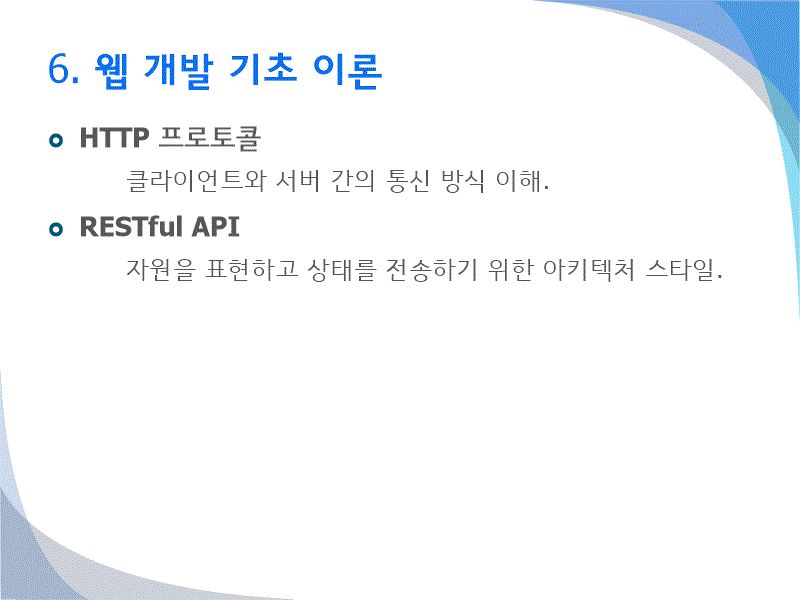 6. 웹 개발 기초 이론
HTTP 프로토콜
클라이언트와 서버 간의 통신 방식 이해.
RESTful API
자원을 표현하고 상태를 전송하기 위한 아키텍처 스타일.